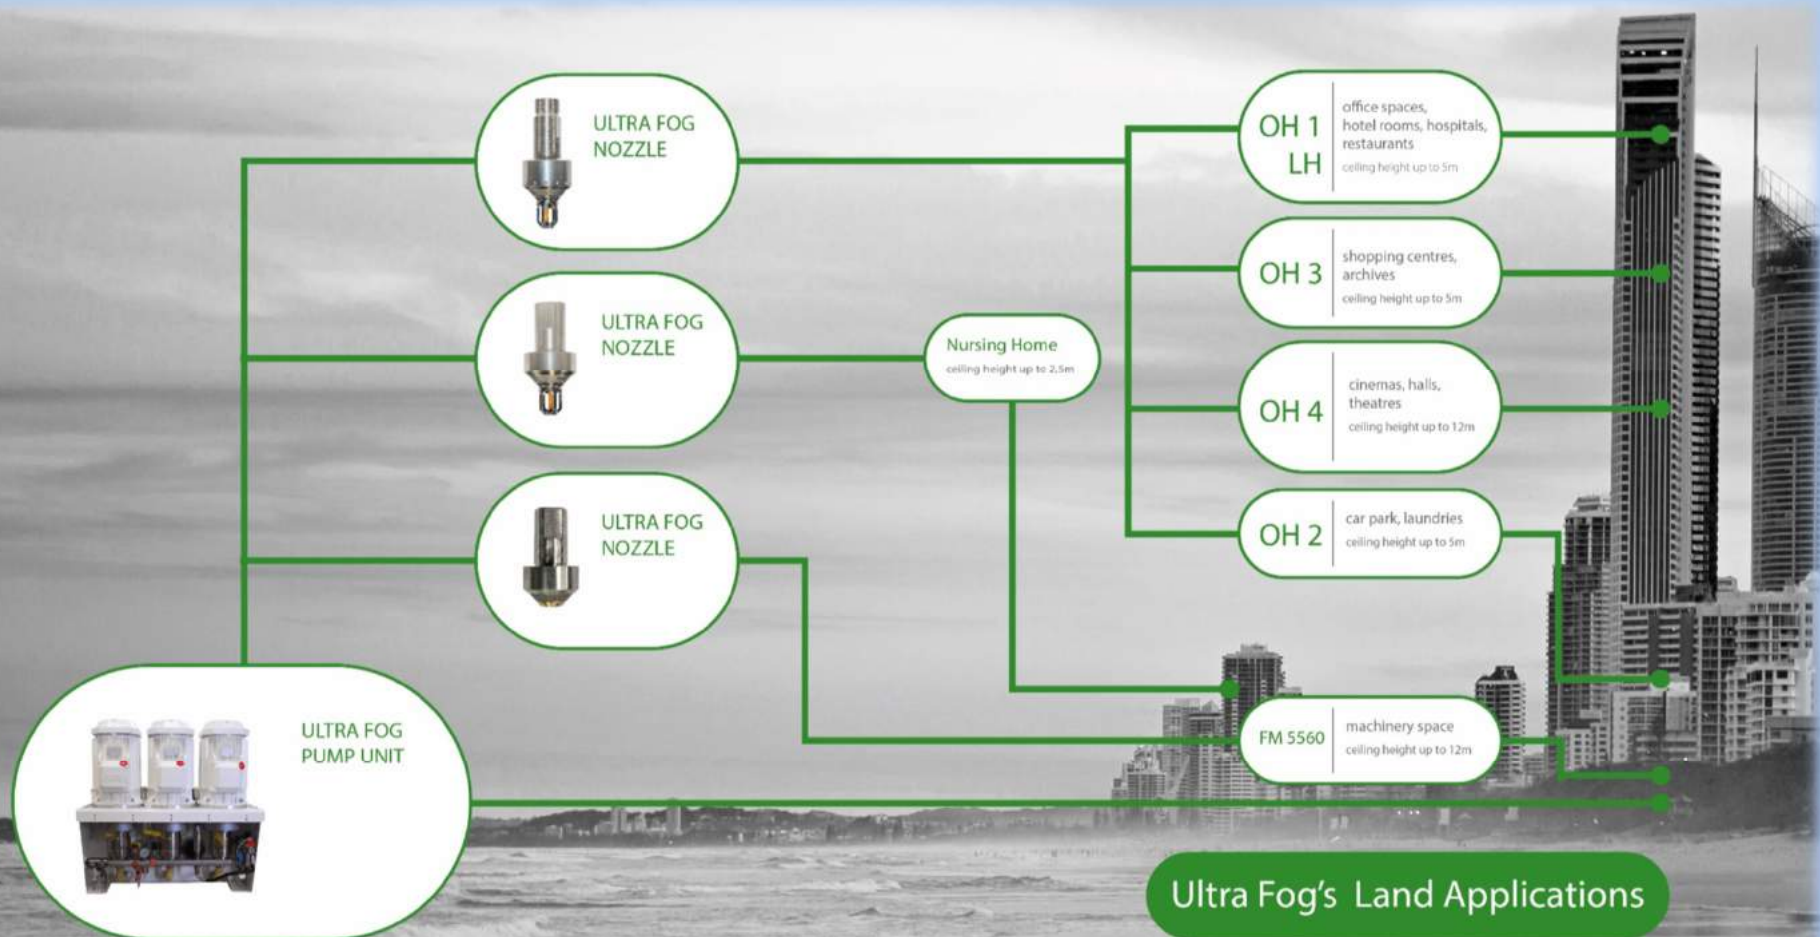 ULTRA FOG
NOZZLE
ULTRA FOG
NOZZLE
ULTRA FOG
NOZZLE
ULTRA FOG
PUMP UNIT
Nursing Home
ceiling height up to 2,5m
OH 1
LH
office spaces,
hotel rooms, hospitals,
restaurants
ceiling height up to 5m
OH 3
shopping centres,
archives
ceiling height up to 5m
OH 4
cinemas, halls,
theatres
ceiling height up to 12m
OH 2
car park, laundries
ceiling height up to 5m
FM 5560
machinery space
ceiling height up to 12m
Ultra Fog's Land Applications